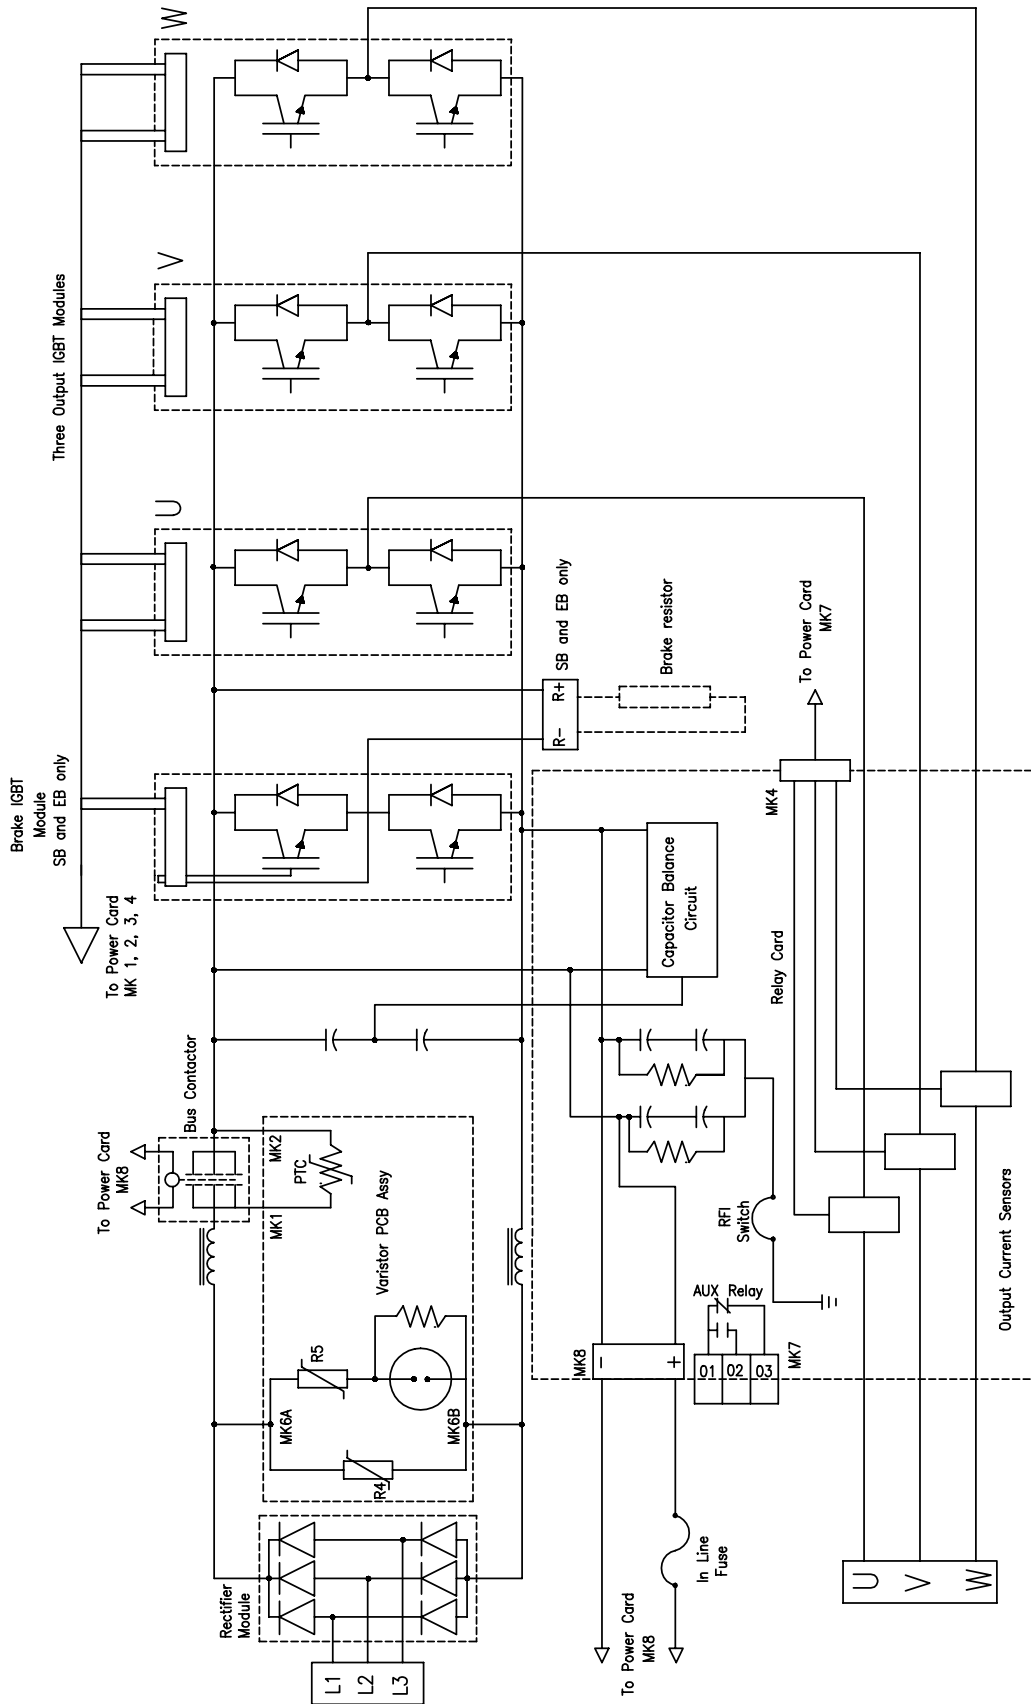 Brake IGBT
Module
SB and EB only
Three Output IGBT Modules
U
V
W
To Power Card
MK 1, 2, 3, 4
To Power Card
MK8
Bus Contactor
MK1
MK2
PTC
Varistor PCB Assy
R5
MK6A
MK6B
R4
Rectifier
Module
L1
L2
L3
SB and EB only
R-
R+
Brake resistor
Capacitor Balance
Circuit
MK4
To Power Card
MK7
Relay Card
RFI
Switch
AUX Relay
MK8
-
+
01
02
03
MK7
To Power Card
MK8
In Line
Fuse
Output Current Sensors
U
V
W